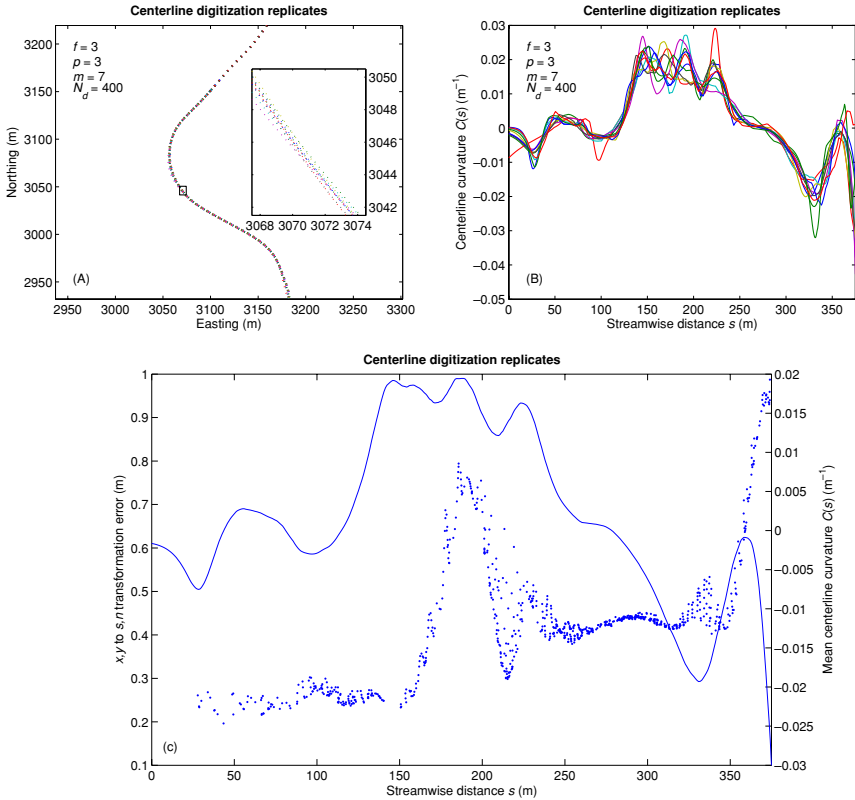 Centerline digitization replicates
f = 3
p = 3
m = 7
N_d = 400
3200
3150
3100
3050
3000
2950
Northing (m)
3050
3048
3046
3044
3042
3068 3070 3072 3074
(A)
2950 3000 3050 3100 3150 3200 3250 3300
Easting (m)
Centerline digitization replicates
f = 3
p = 3
m = 7
N_d = 400
0.03
0.02
0.01
0
−0.01
−0.02
−0.03
−0.04
−0.05
Centerline curvature C(s) (m⁻¹)
(B)
0 50 100 150 200 250 300 350
Streamwise distance s (m)
Centerline digitization replicates
1
0.9
0.8
0.7
0.6
0.5
0.4
0.3
0.2
0.1
x,y to s,n transformation error (m)
0.02
0.015
0.01
0.005
0
−0.005
−0.01
−0.015
−0.02
−0.025
−0.03
Mean centerline curvature C(s) (m⁻¹)
(c)
0 50 100 150 200 250 300 350
Streamwise distance s (m)